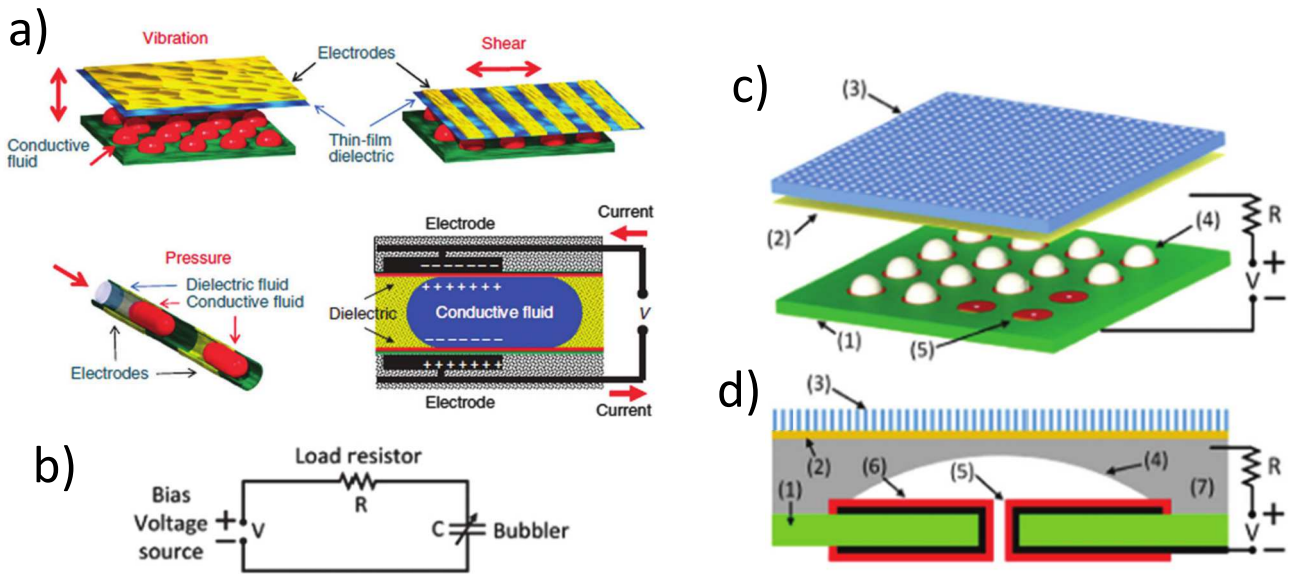 a)
Vibration
Electrodes
Shear
Conductive
fluid
Thin-film
dielectric
Pressure
Dielectric fluid
Conductive fluid
Electrodes
Electrode
Current
− − − − − − −
+ + + + + + +
Dielectric
Conductive fluid
V
− − − − − − −
+ + + + + + +
Electrode
Current
b)
Load resistor
R
Bias
Voltage
source
+
−
V
C
Bubbler
c)
(3)
(2)
(4)
R
+
V
−
(1)
(5)
d)
(3)
(2)
(6)
(5)
(4)
R
(1)
(7)
+
V
−